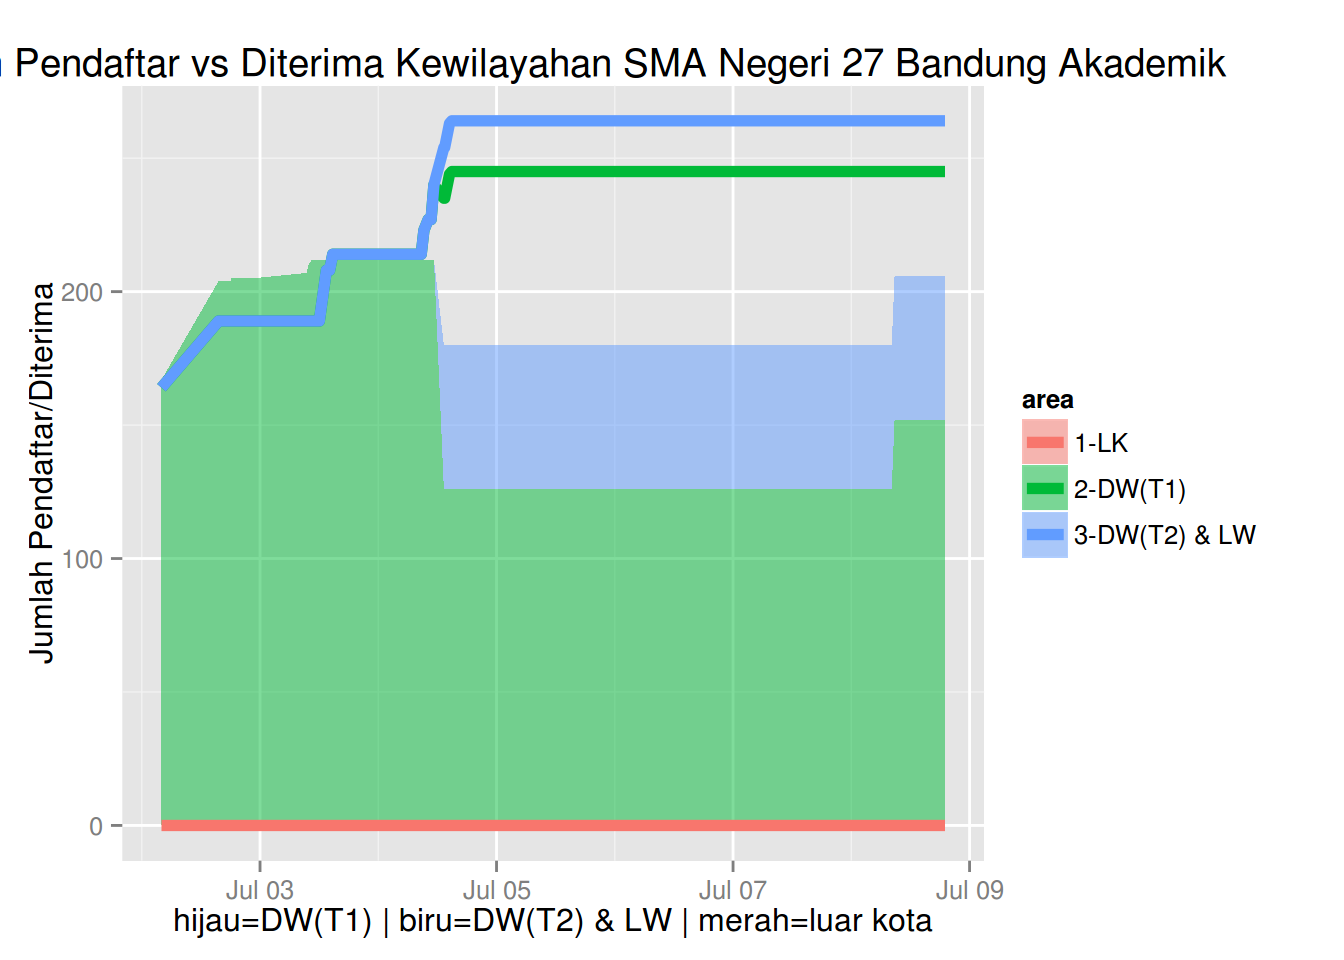 Pendaftar vs Diterima Kewilayahan SMA Negeri 27 Bandung Akademik
Jumlah Pendaftar/Diterima
200
100
0
Jul 03
Jul 05
Jul 07
Jul 09
hijau=DW(T1) | biru=DW(T2) & LW | merah=luar kota
area
1-LK
2-DW(T1)
3-DW(T2) & LW